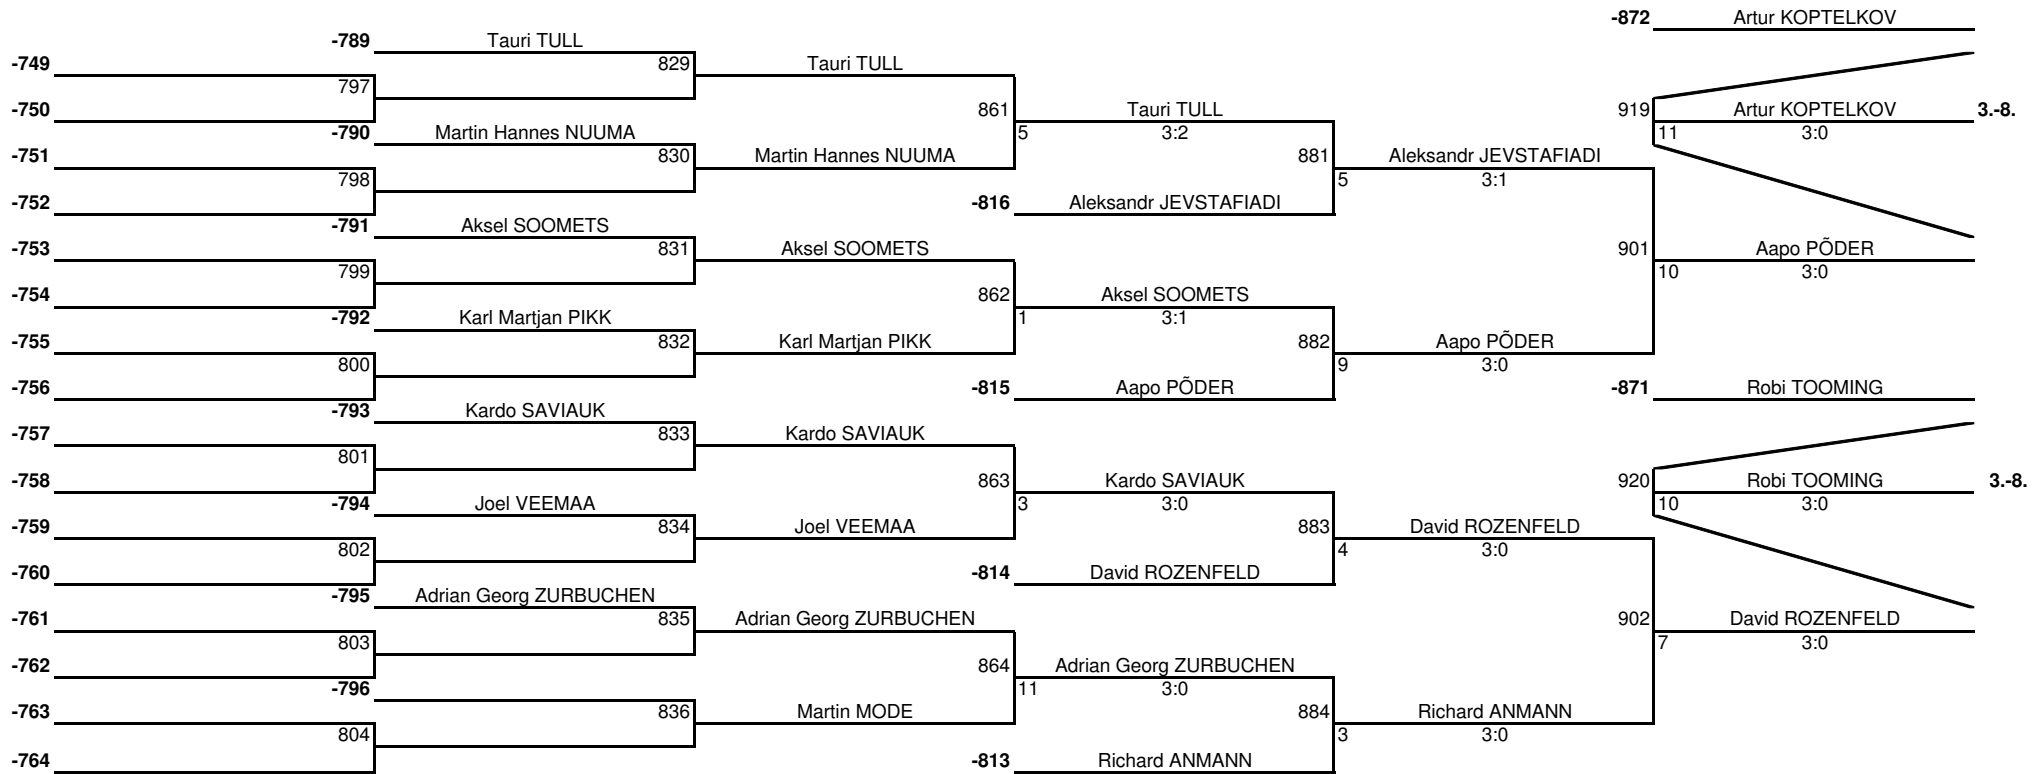 -872 Artur KOPTELKOV
-789 Tauri TULL
-749 829 Tauri TULL
797
-750 861 Tauri TULL 919 Artur KOPTELKOV 3.-8.
-790 Martin Hannes NUUMA 5 3:2 11 3:0
-751 830 Martin Hannes NUUMA 881 Aleksandr JEVSTAFIADI
798 5 3:1
-752 -816 Aleksandr JEVSTAFIADI
-791 Aksel SOOMETS
-753 831 Aksel SOOMETS 901 Aapo PÕDER
799 10 3:0
-754 862 Aksel SOOMETS
-792 Karl Martjan PIKK 1 3:1
-755 832 Karl Martjan PIKK 882 Aapo PÕDER
800 9 3:0
-756 -815 Aapo PÕDER -871 Robi TOOMING
-793 Kardo SAVIAUK
-757 833 Kardo SAVIAUK
801
-758 863 Kardo SAVIAUK 920 Robi TOOMING 3.-8.
-794 Joel VEEMAA 3 3:0 10 3:0
-759 834 Joel VEEMAA 883 David ROZENFELD
802 4 3:0
-760 -814 David ROZENFELD
-795 Adrian Georg ZURBUCHEN
-761 835 Adrian Georg ZURBUCHEN 902 David ROZENFELD
803 7 3:0
-762 864 Adrian Georg ZURBUCHEN
-796 11 3:0
-763 836 Martin MODE 884 Richard ANMANN
804 3 3:0
-764 -813 Richard ANMANN